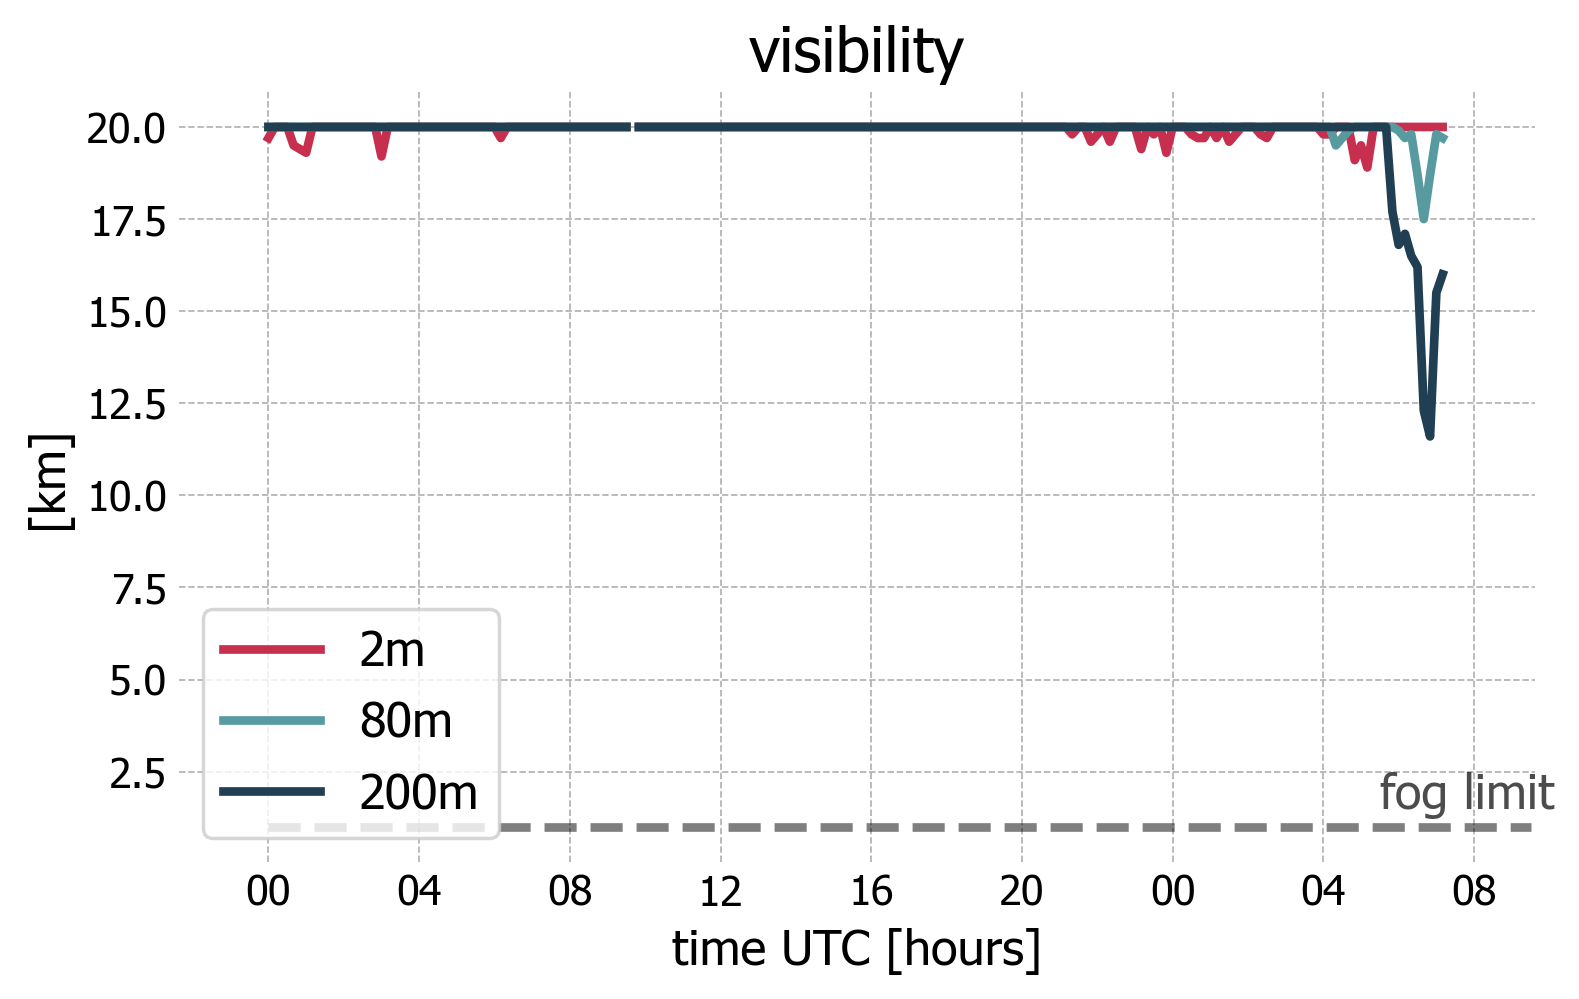 visibility
20.0
17.5
15.0
12.5
10.0
7.5
5.0
2.5
[km]
2m
80m
200m
fog limit
00 04 08 12 16 20 00 04 08
time UTC [hours]